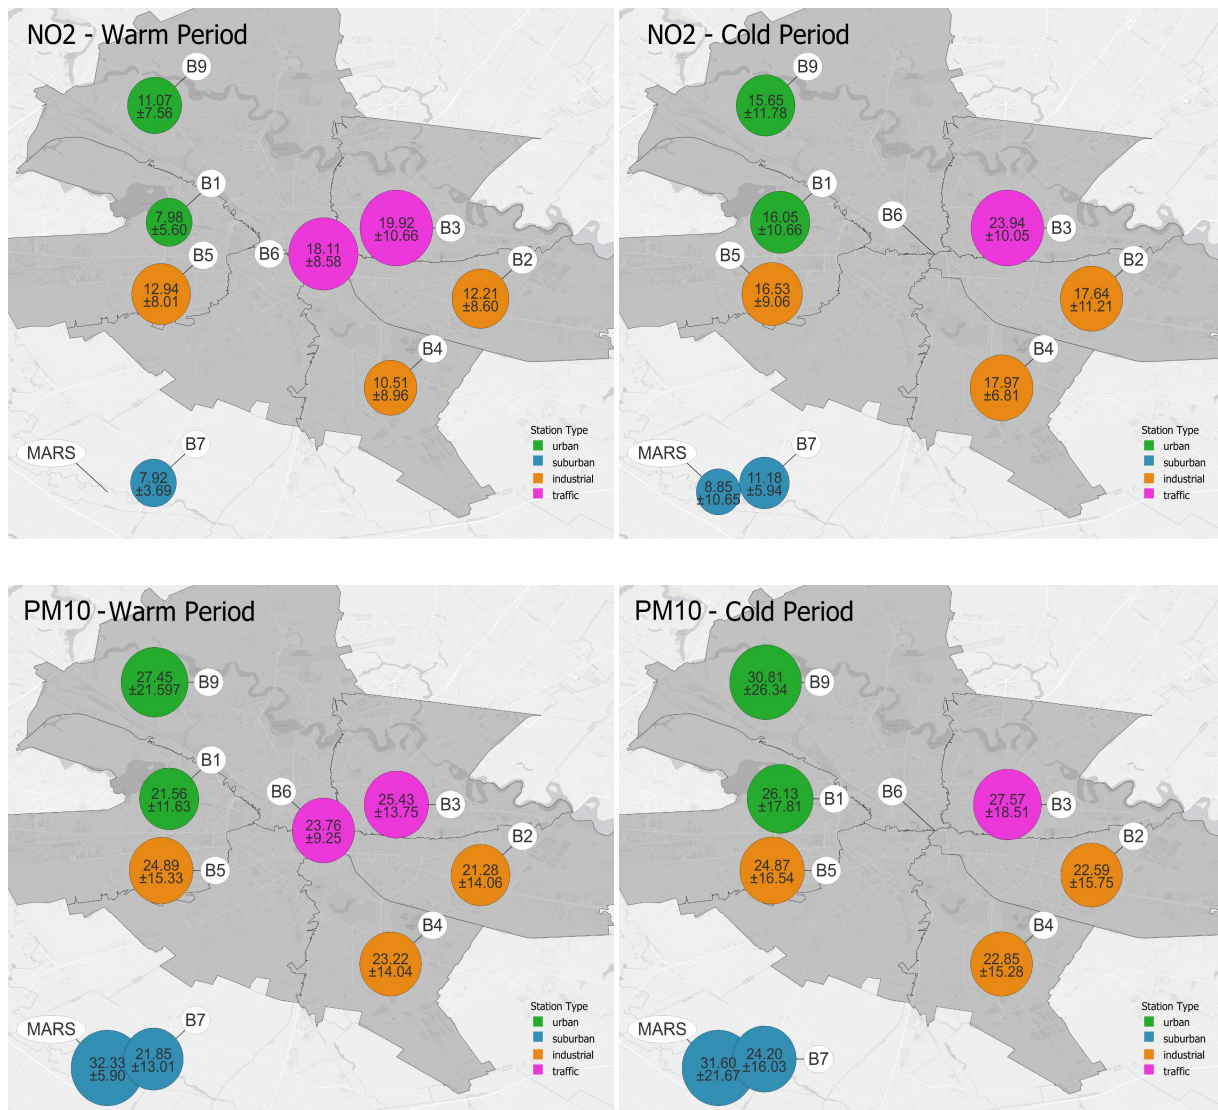 NO2 - Warm Period
B9
11.07
±7.56
B1
7.98
±5.60
B6
18.11
±8.58
19.92
±10.66
B3
B5
12.94
±8.01
B2
12.21
±8.60
B4
10.51
±8.96
MARS
B7
7.92
±3.69
Station Type
urban
suburban
industrial
traffic
NO2 - Cold Period
B9
15.65
±11.78
B1
16.05
±10.66
B6
23.94
±10.05
B3
B5
16.53
±9.06
B2
17.64
±11.21
B4
17.97
±6.81
MARS
8.85
±10.65
B7
11.18
±5.94
Station Type
urban
suburban
industrial
traffic
PM10 - Warm Period
27.45
±21.597
B9
B1
21.56
±11.63
B6
23.76
±9.25
25.43
±13.75
B3
24.89
±15.33
B5
B2
21.28
±14.06
B4
23.22
±14.04
MARS
32.33
±5.90
B7
21.85
±13.01
Station Type
urban
suburban
industrial
traffic
PM10 - Cold Period
30.81
±26.34
B9
26.13
±17.81
B1
B6
27.57
±18.51
B3
24.87
±16.54
B5
B2
22.59
±15.75
B4
22.85
±15.28
MARS
31.60
±21.67
24.20
±16.03
B7
Station Type
urban
suburban
industrial
traffic